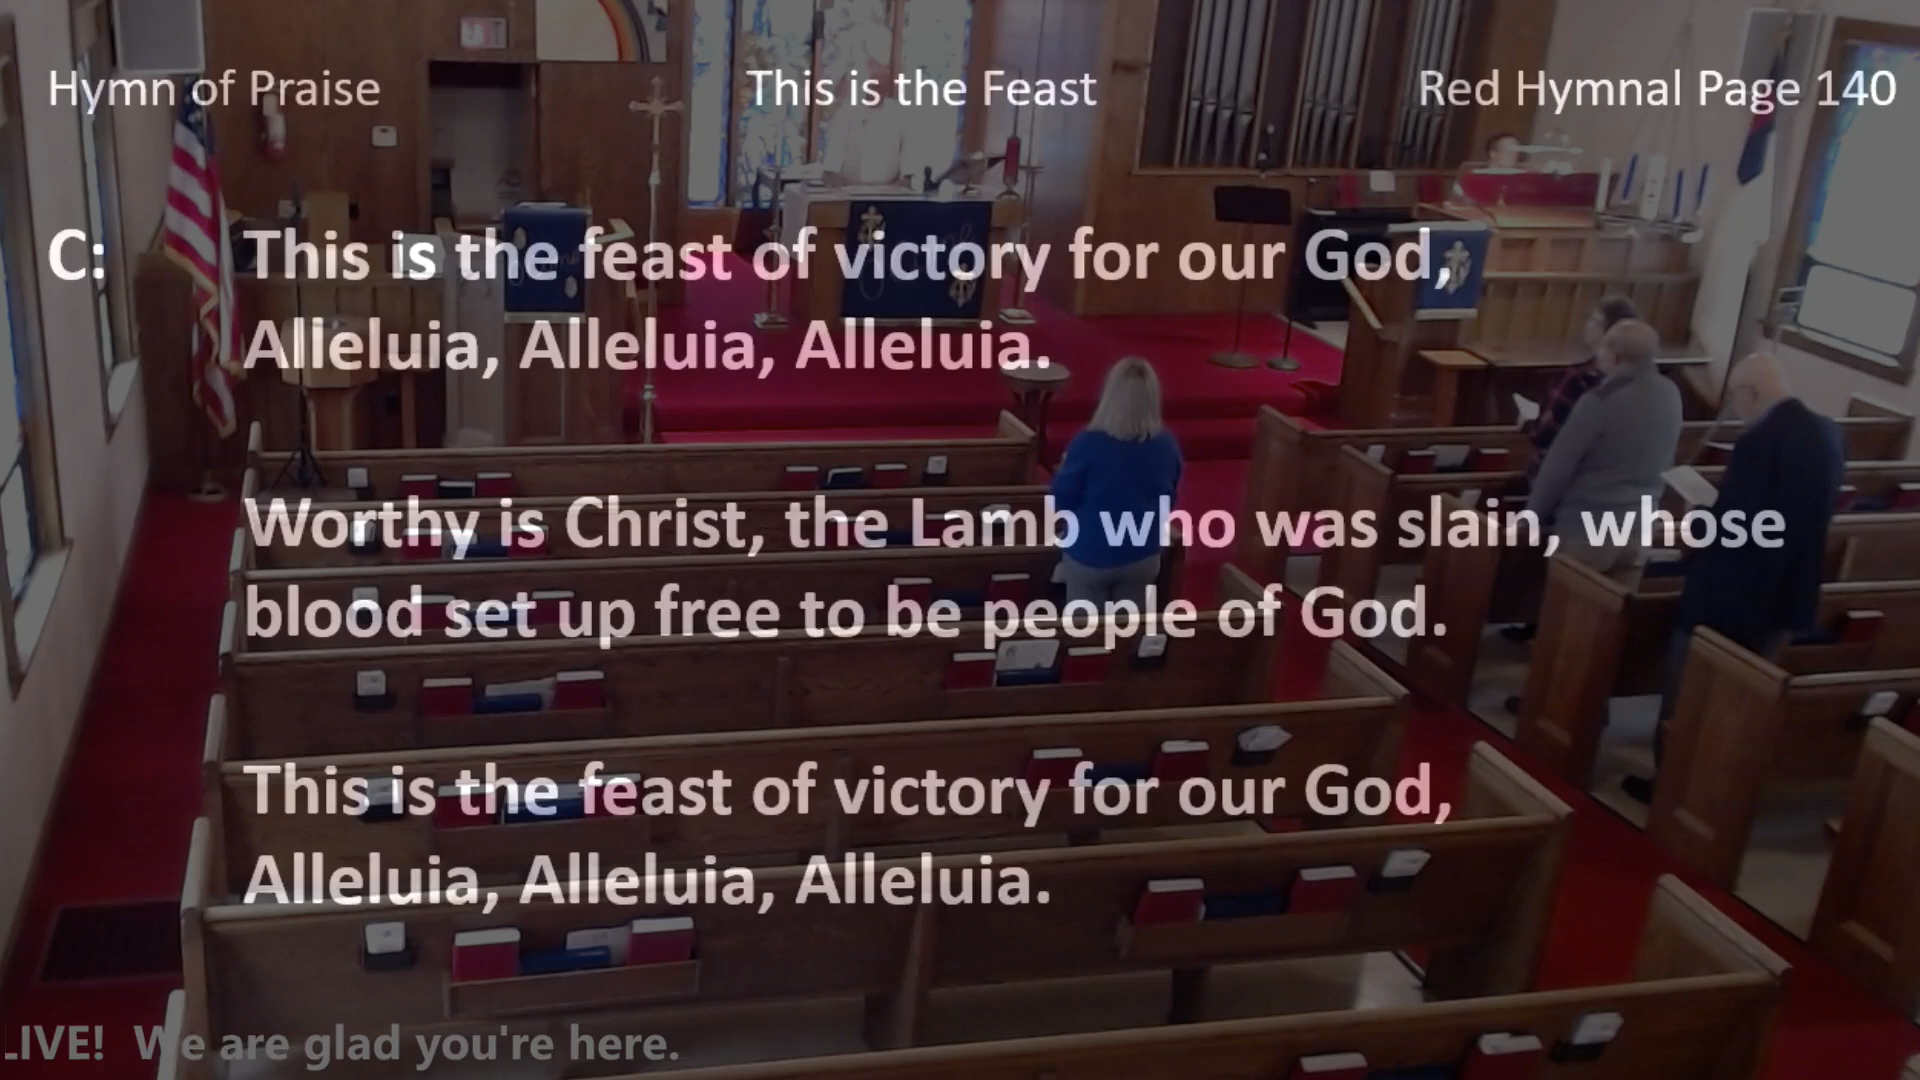 Hymn of Praise This is the Feast Red Hymnal Page 140
C: This is the feast of victory for our God,
Alleluia, Alleluia, Alleluia.
Worthy is Christ, the Lamb who was slain, whose
blood set up free to be people of God.
This is the feast of victory for our God,
Alleluia, Alleluia, Alleluia.
LIVE! We are glad you're here.